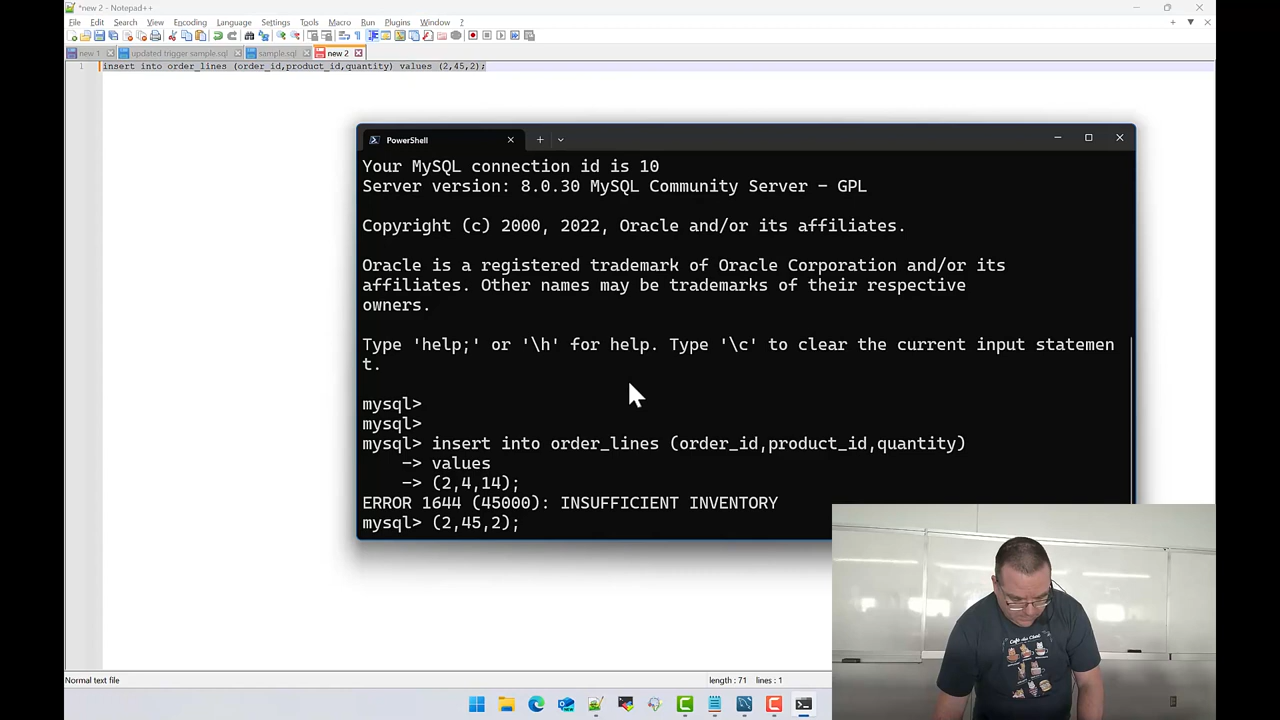 *new 2 - Notepad++
File Edit Search View Encoding Language Settings Tools Macro Run Plugins Window ?
new 1 updated trigger sample.sql sample.sql new 2
1 insert into order_lines (order_id,product_id,quantity) values (2,45,2);
PowerShell
Your MySQL connection id is 10
Server version: 8.0.30 MySQL Community Server - GPL
Copyright (c) 2000, 2022, Oracle and/or its affiliates.
Oracle is a registered trademark of Oracle Corporation and/or its
affiliates. Other names may be trademarks of their respective
owners.
Type 'help;' or '\h' for help. Type '\c' to clear the current input statemen
t.
mysql>
mysql>
mysql> insert into order_lines (order_id,product_id,quantity)
-> values
-> (2,4,14);
ERROR 1644 (45000): INSUFFICIENT INVENTORY
mysql> (2,45,2);
Normal text file length : 71 lines : 1